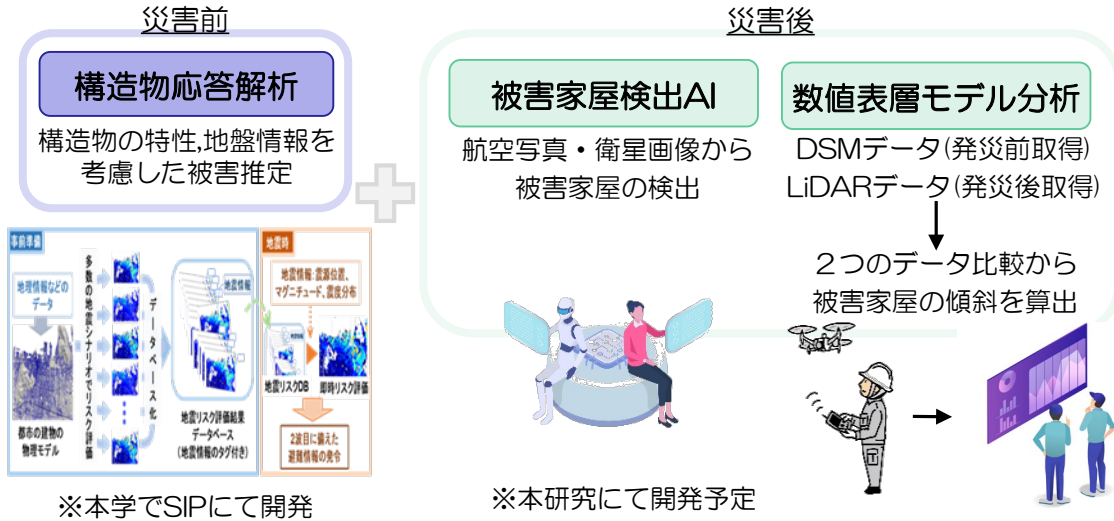 災害前
構造物応答解析
構造物の特性,地盤情報を
考慮した被害推定
事前準備
地理情報などの
データ
都市の建物の
物理モデル
多数の地震シナリオでリスク評価
データベース化
地震情報
地震リスク評価結果
データベース
(地震情報のタグ付き)
地震時
地震情報:震源位置、
マグニチュード、震度分布
地震リスクDB
即時リスク評価
2波目に備えた
避難情報の発令
※本学でSIPにて開発
災害後
被害家屋検出AI
航空写真・衛星画像から
被害家屋の検出
数値表層モデル分析
DSMデータ(発災前取得)
LiDARデータ(発災後取得)
２つのデータ比較から
被害家屋の傾斜を算出
※本研究にて開発予定